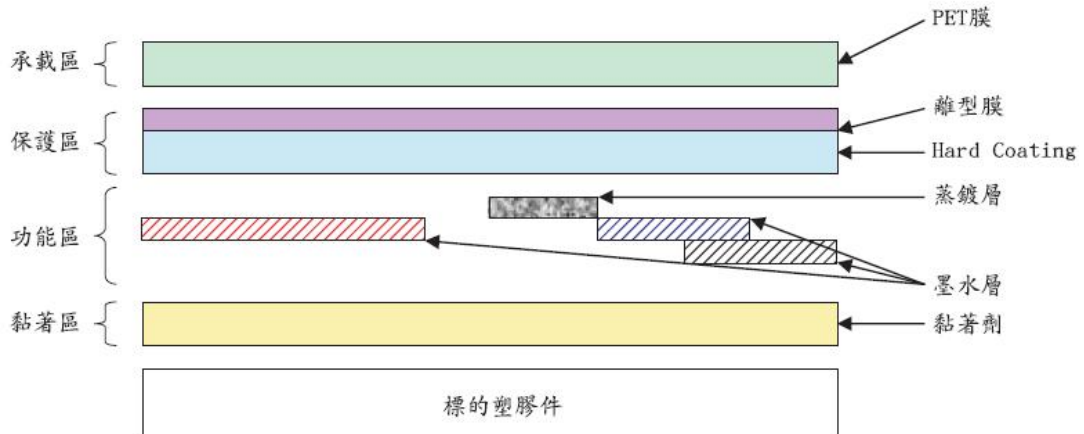 PET膜
承載區
離型膜
保護區
Hard Coating
蒸鍍層
功能區
墨水層
黏著區
黏著劑
標的塑膠件